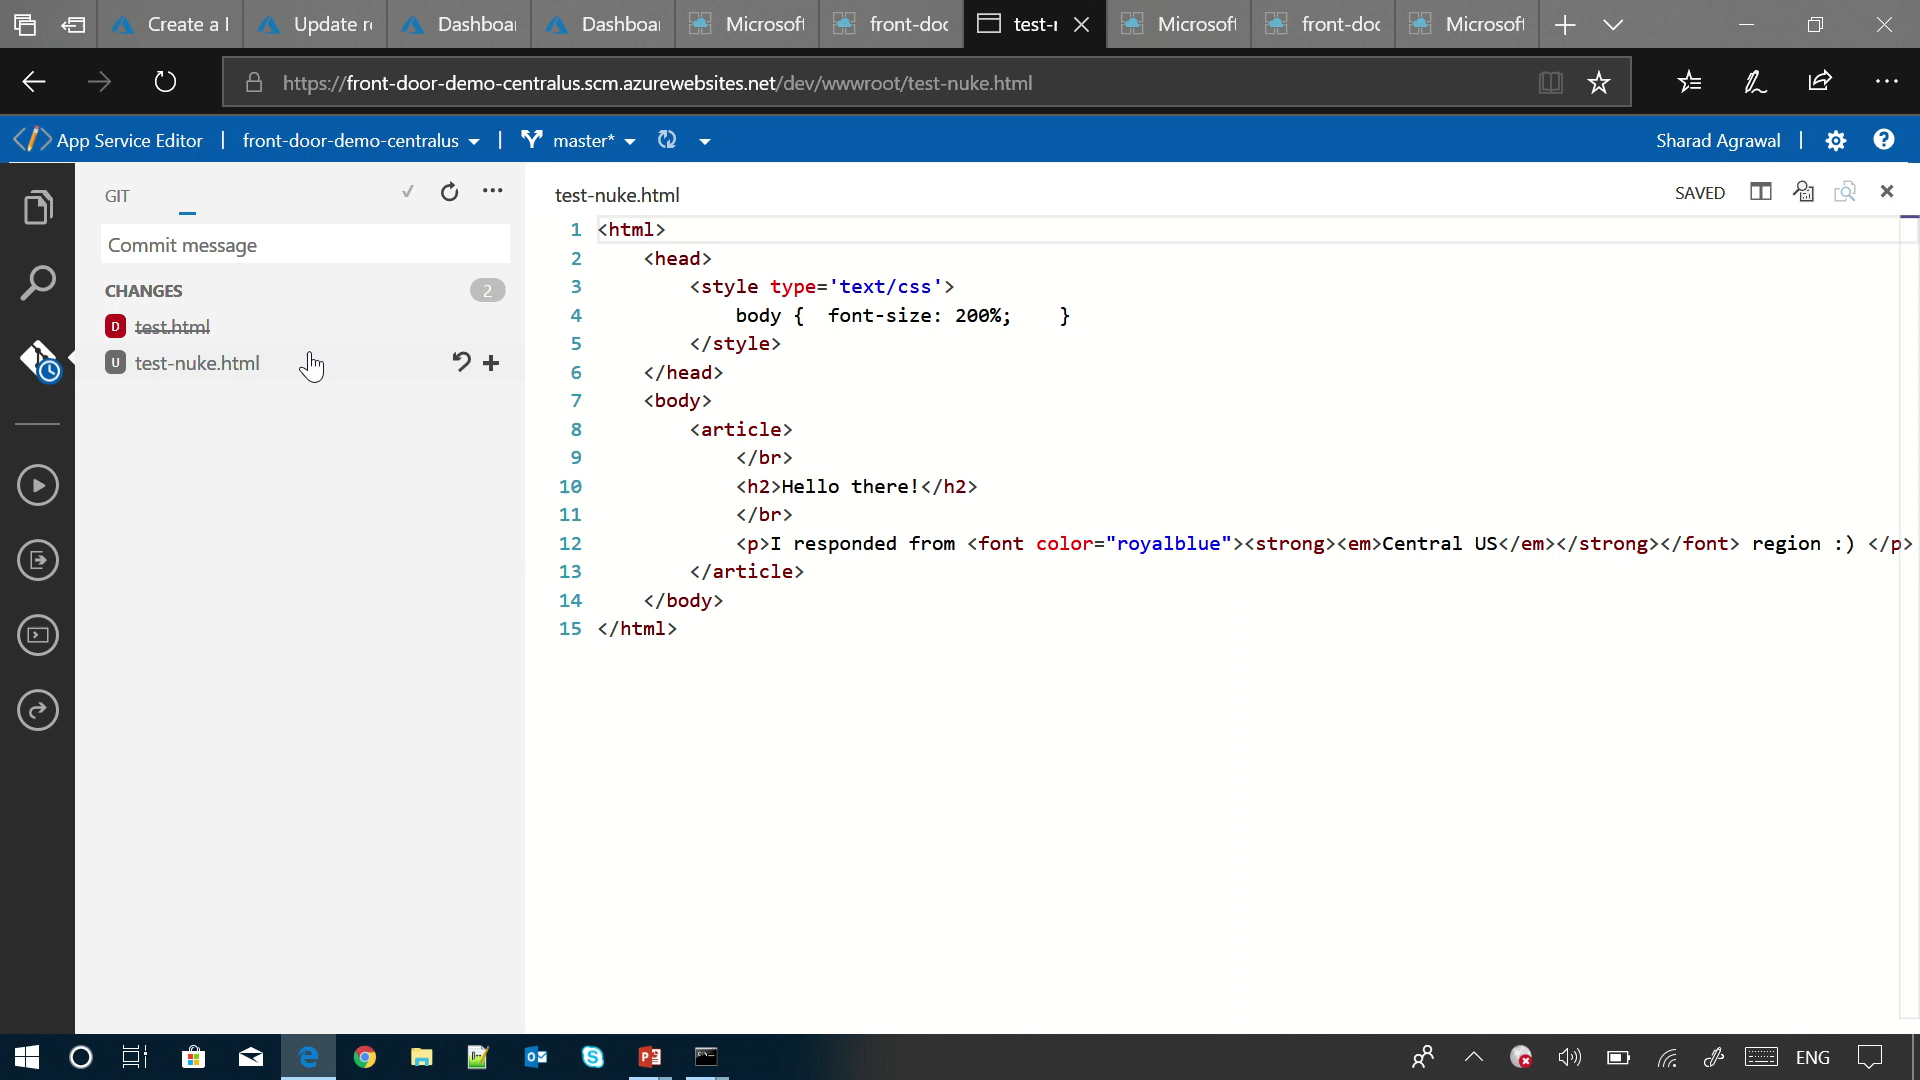 Create a I
Update re
Dashboar
Dashboar
Microsoft
front-doc
test-r
Microsoft
front-doc
Microsoft
https://front-door-demo-centralus.scm.azurewebsites.net/dev/wwwroot/test-nuke.html
App Service Editor | front-door-demo-centralus | master*
Sharad Agrawal |
GIT
Commit message
CHANGES 2
D test.html
U test-nuke.html
test-nuke.html
SAVED
1 <html>
2 <head>
3 <style type='text/css'>
4 body { font-size: 200%; }
5 </style>
6 </head>
7 <body>
8 <article>
9 </br>
10 <h2>Hello there!</h2>
11 </br>
12 <p>I responded from <font color="royalblue"><strong><em>Central US</em></strong></font> region :) </p>
13 </article>
14 </body>
15 </html>
ENG